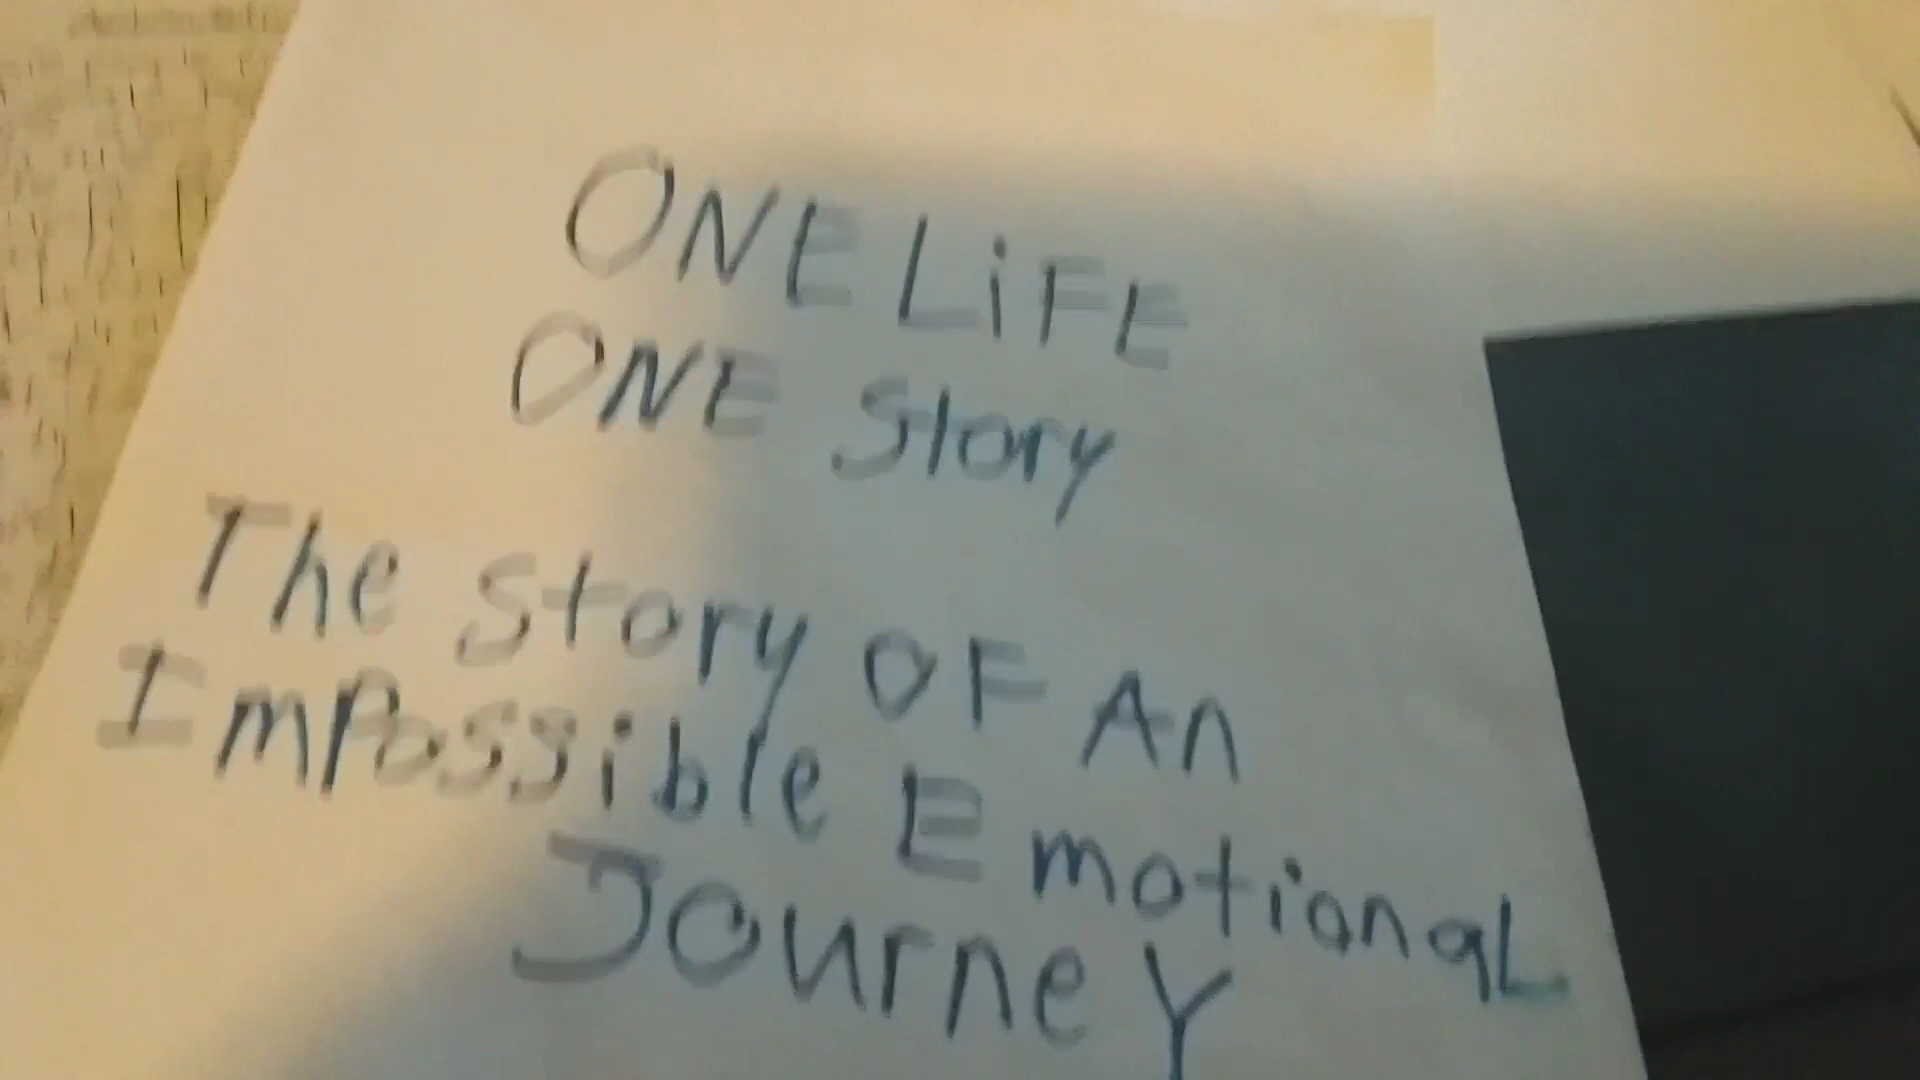 ONE LiFE
ONE Story
The Story OF An
ImPossible EmotionaL
JourneY